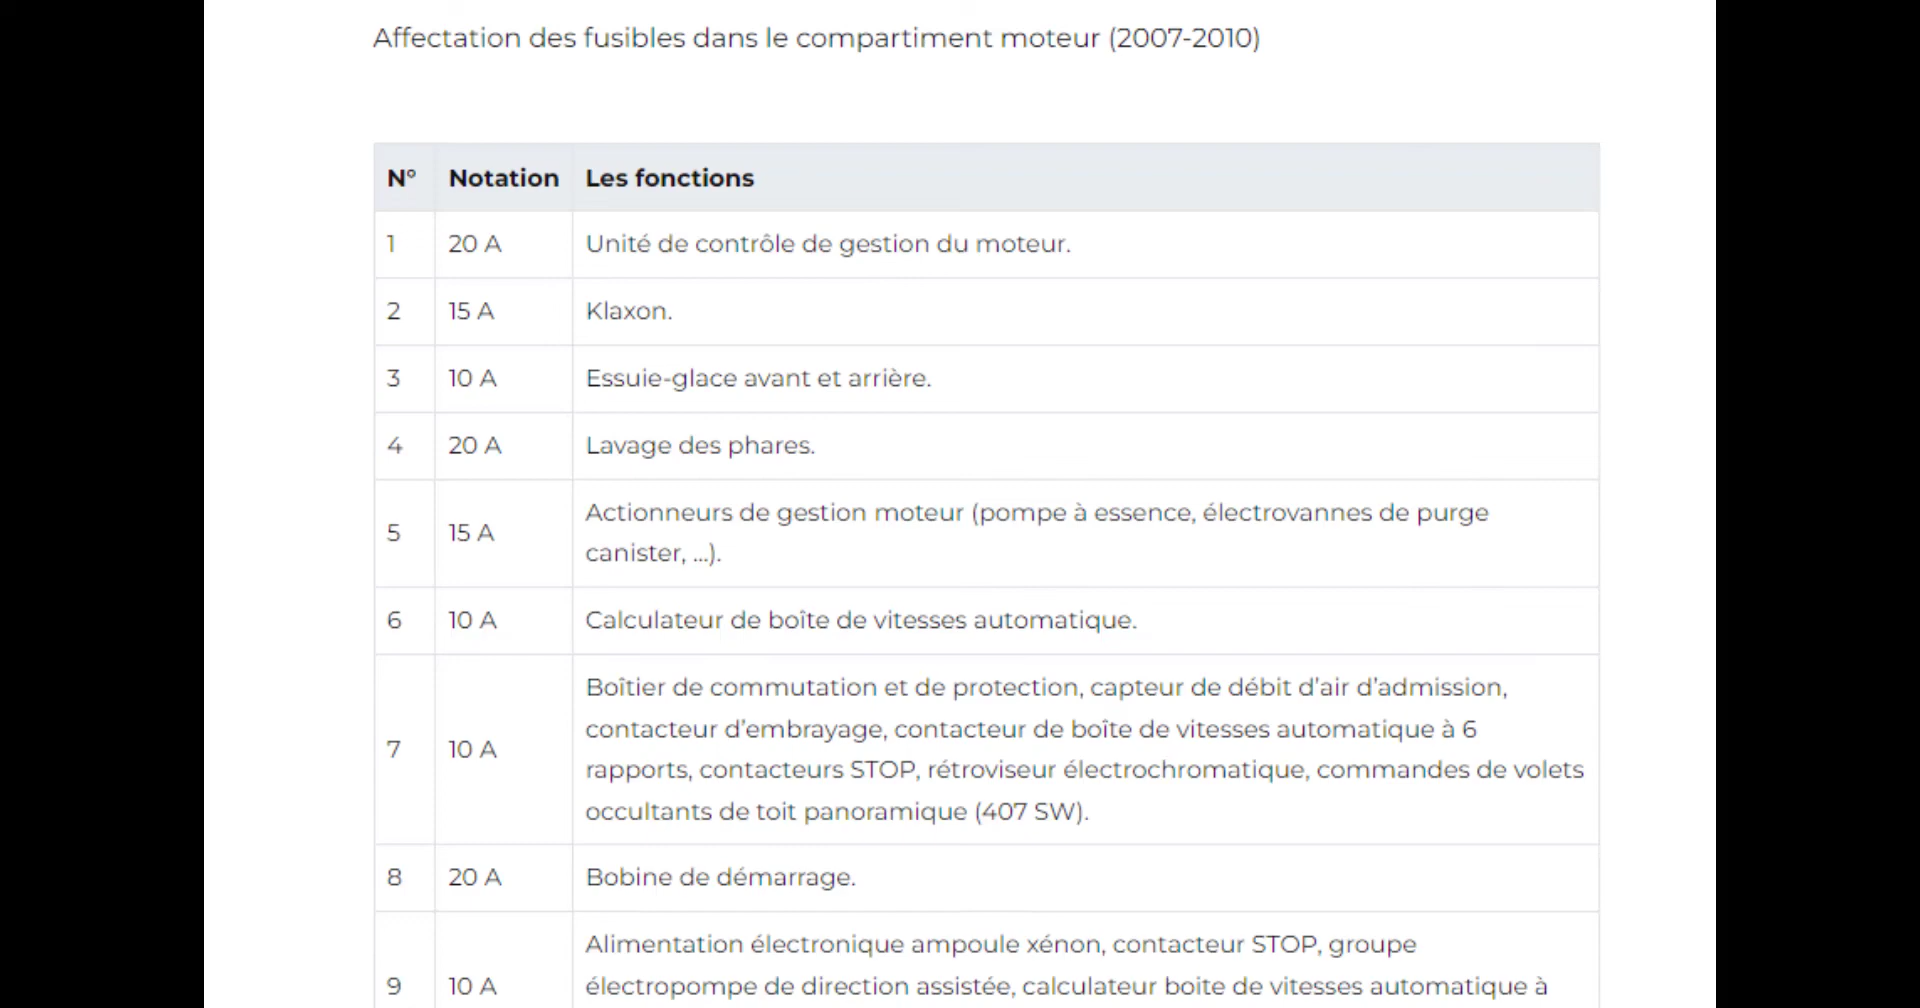 Affectation des fusibles dans le compartiment moteur (2007-2010)
N° Notation Les fonctions
1 20 A Unité de contrôle de gestion du moteur.
2 15 A Klaxon.
3 10 A Essuie-glace avant et arrière.
4 20 A Lavage des phares.
5 15 A Actionneurs de gestion moteur (pompe à essence, électrovannes de purge
canister, …).
6 10 A Calculateur de boîte de vitesses automatique.
7 10 A Boîtier de commutation et de protection, capteur de débit d’air d’admission,
contacteur d’embrayage, contacteur de boîte de vitesses automatique à 6
rapports, contacteurs STOP, rétroviseur électrochromatique, commandes de volets
occultants de toit panoramique (407 SW).
8 20 A Bobine de démarrage.
9 10 A Alimentation électronique ampoule xénon, contacteur STOP, groupe
électropompe de direction assistée, calculateur boite de vitesses automatique à